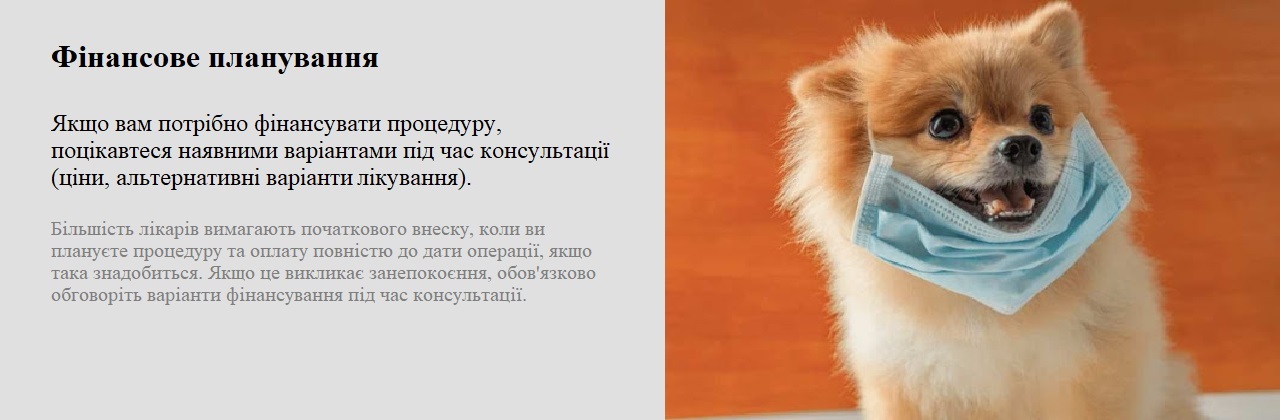 Фінансове планування
Якщо вам потрібно фінансувати процедуру,
поцікавтеся наявними варіантами під час консультації
(ціни, альтернативні варіанти лікування).
Більшість лікарів вимагають початкового внеску, коли ви
плануєте процедуру та оплату повністю до дати операції, якщо
така знадобиться. Якщо це викликає занепокоєння, обов'язково
обговоріть варіанти фінансування під час консультації.